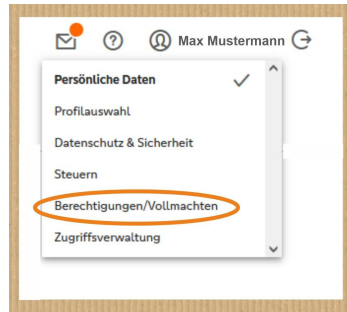 Max Mustermann
Persönliche Daten
Profilauswahl
Datenschutz & Sicherheit
Steuern
Berechtigungen/Vollmachten
Zugriffsverwaltung